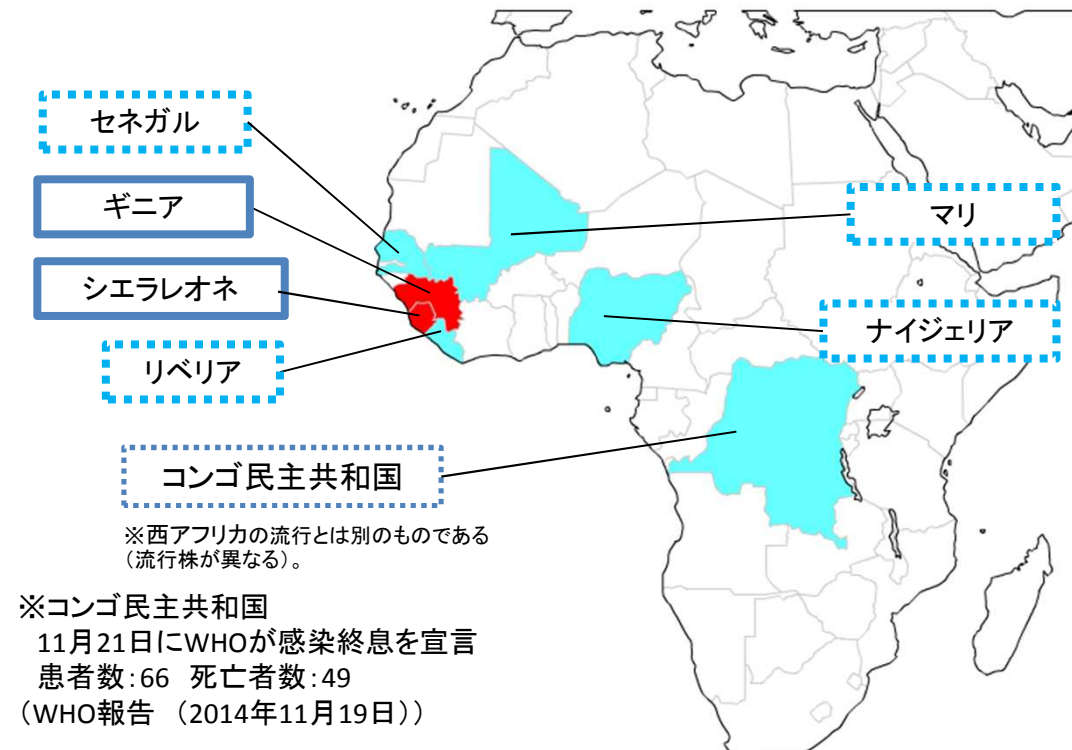 セネガル
ギニア
シエラレオネ
リベリア
マリ
ナイジェリア
コンゴ民主共和国
※西アフリカの流行とは別のものである
(流行株が異なる)。
※コンゴ民主共和国
11月21日にWHOが感染終息を宣言
患者数:66 死亡者数:49
(WHO報告 (2014年11月19日))